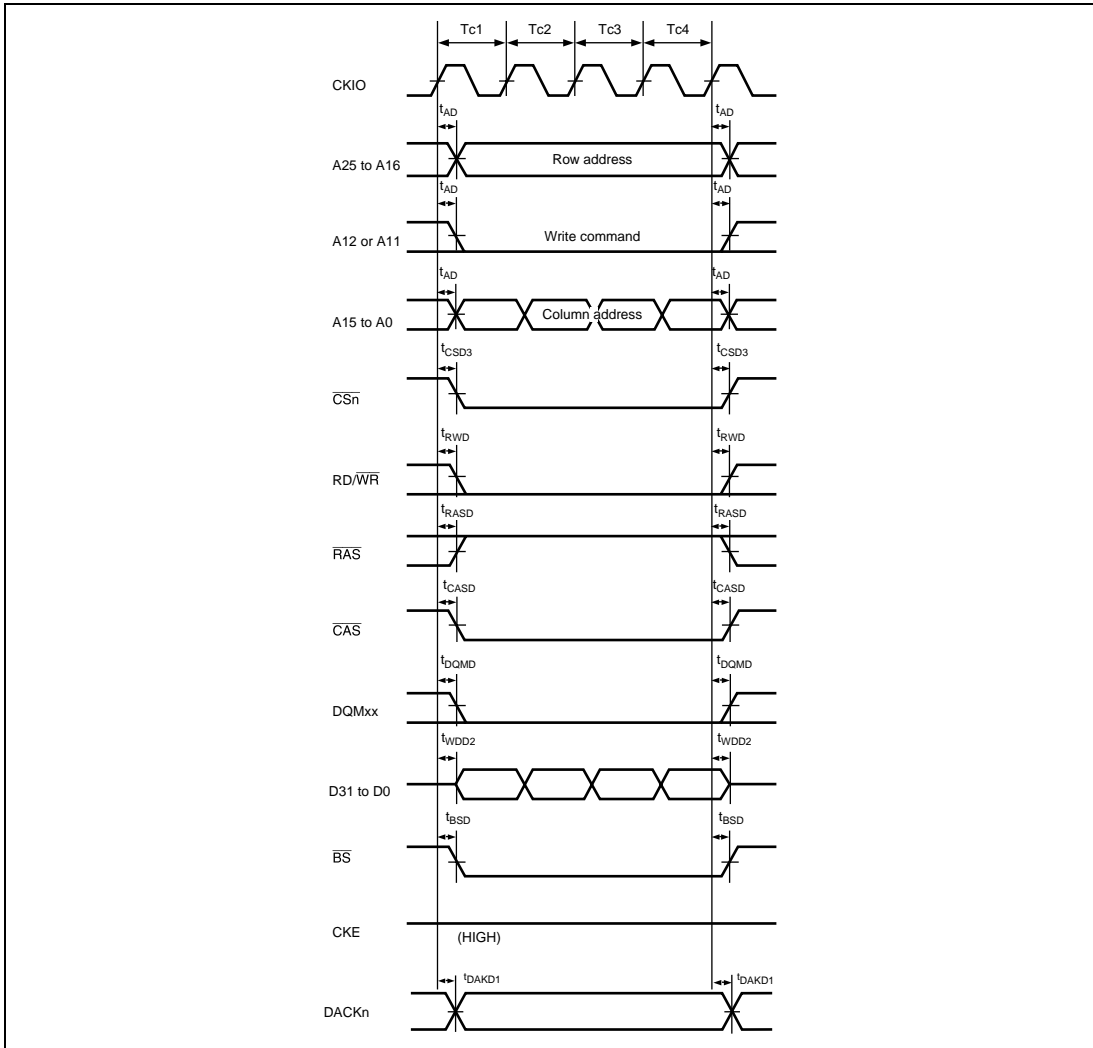 Tc1 Tc2 Tc3 Tc4
CKIO
tAD tAD
A25 to A16 Row address
tAD tAD
A12 or A11 Write command
tAD tAD
A15 to A0 Column address
tCSD3 tCSD3
CSn
tRWD tRWD
RD/WR
tRASD tRASD
RAS
tCASD tCASD
CAS
tDQMD tDQMD
DQMxx
tWDD2 tWDD2
D31 to D0
tBSD tBSD
BS
CKE (HIGH)
tDAKD1 tDAKD1
DACKn